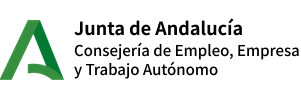 Junta de Andalucía
Consejería de Empleo, Empresa
y Trabajo Autónomo